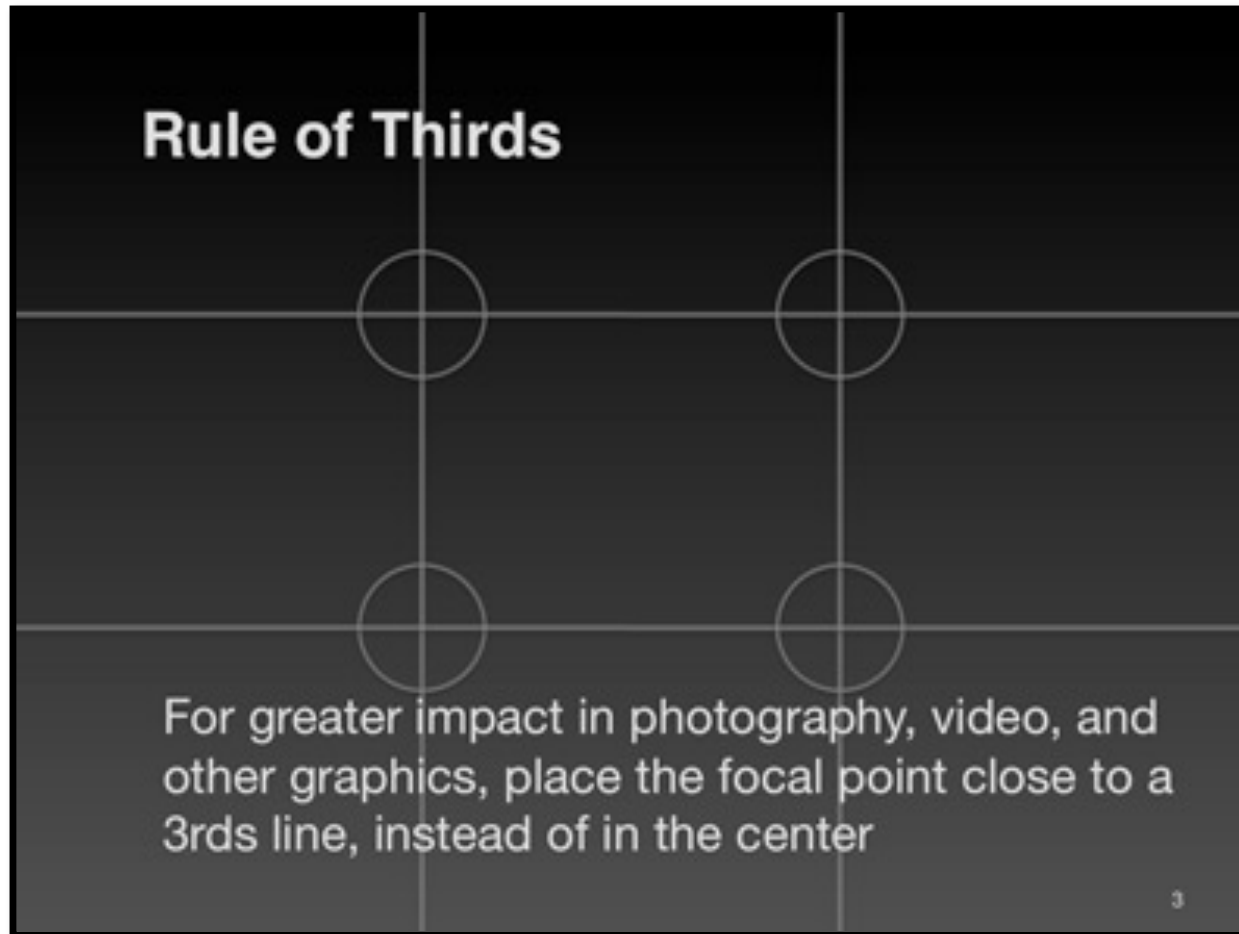 Rule of Thirds
For greater impact in photography, video, and
other graphics, place the focal point close to a
3rds line, instead of in the center
3